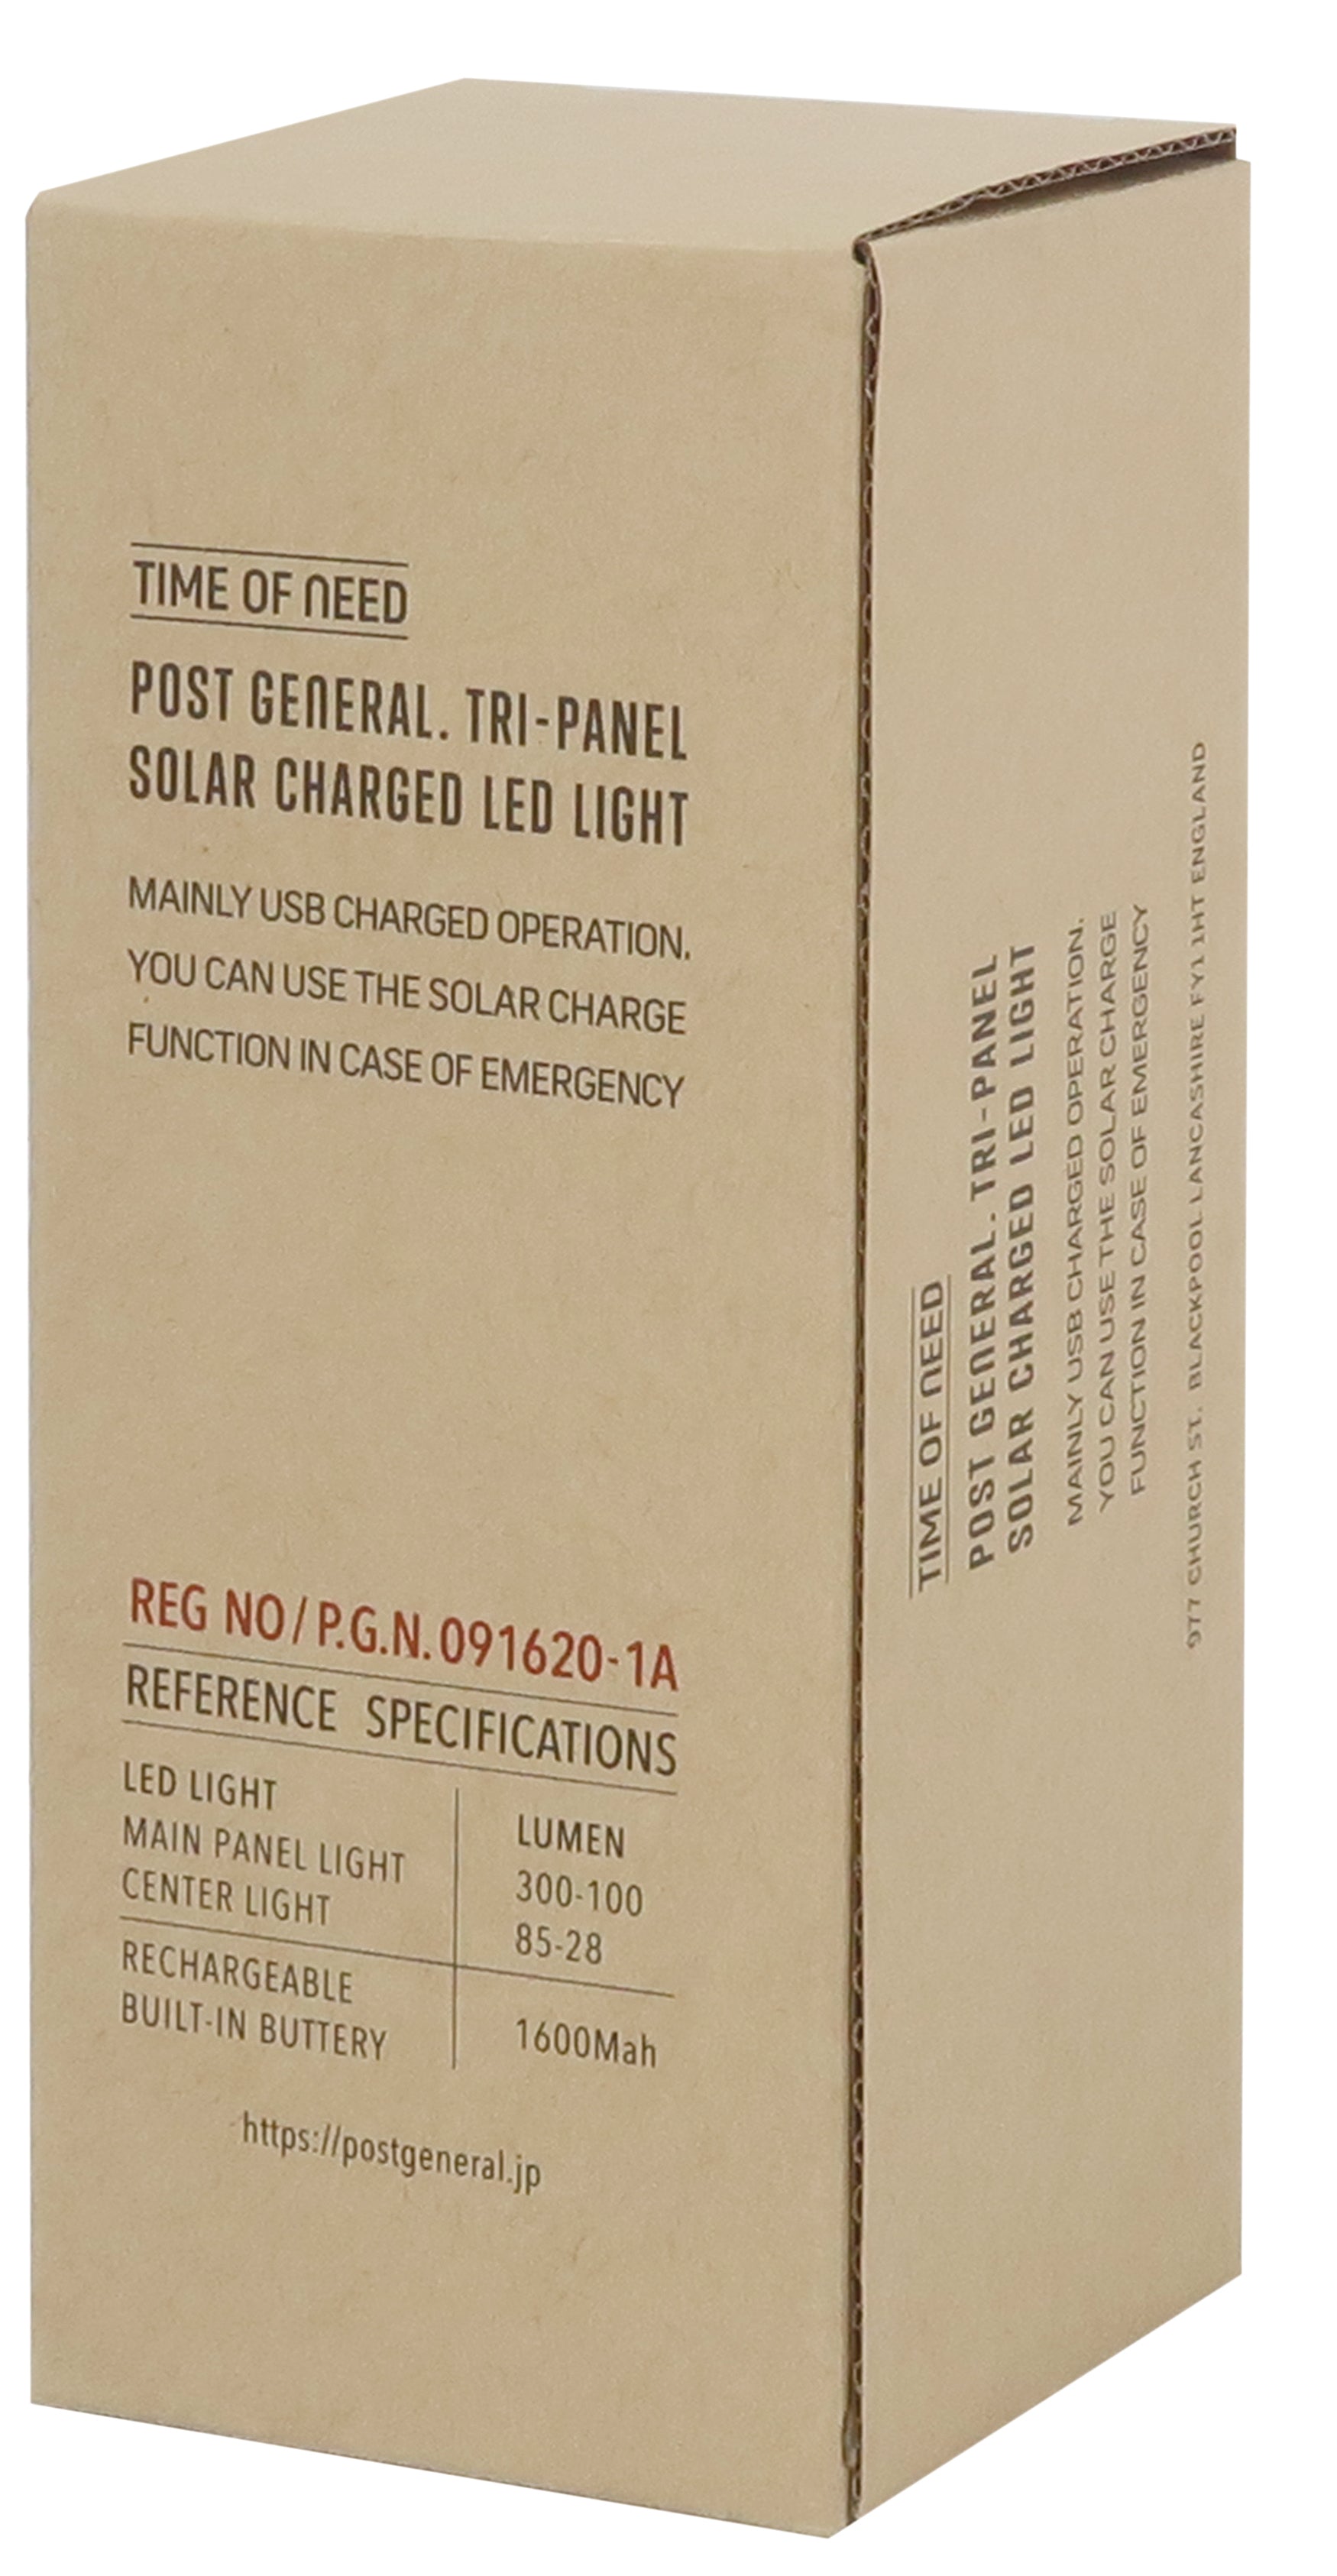 TIME OF NEED
POST GENERAL. TRI-PANEL
SOLAR CHARGED LED LIGHT
MAINLY USB CHARGED OPERATION.
YOU CAN USE THE SOLAR CHARGE
FUNCTION IN CASE OF EMERGENCY
REG NO/P.G.N.091620-1A
REFERENCE SPECIFICATIONS
LED LIGHT LUMEN
MAIN PANEL LIGHT 300-100
CENTER LIGHT 85-28
RECHARGEABLE
BUILT-IN BUTTERY 1600Mah
https://postgeneral.jp
TIME OF NEED
POST GENERAL. TRI-PANEL
SOLAR CHARGED LED LIGHT
MAINLY USB CHARGED OPERATION.
YOU CAN USE THE SOLAR CHARGE
FUNCTION IN CASE OF EMERGENCY
977 CHURCH ST. BLACKPOOL LANCASHIRE FY1 1HT ENGLAND